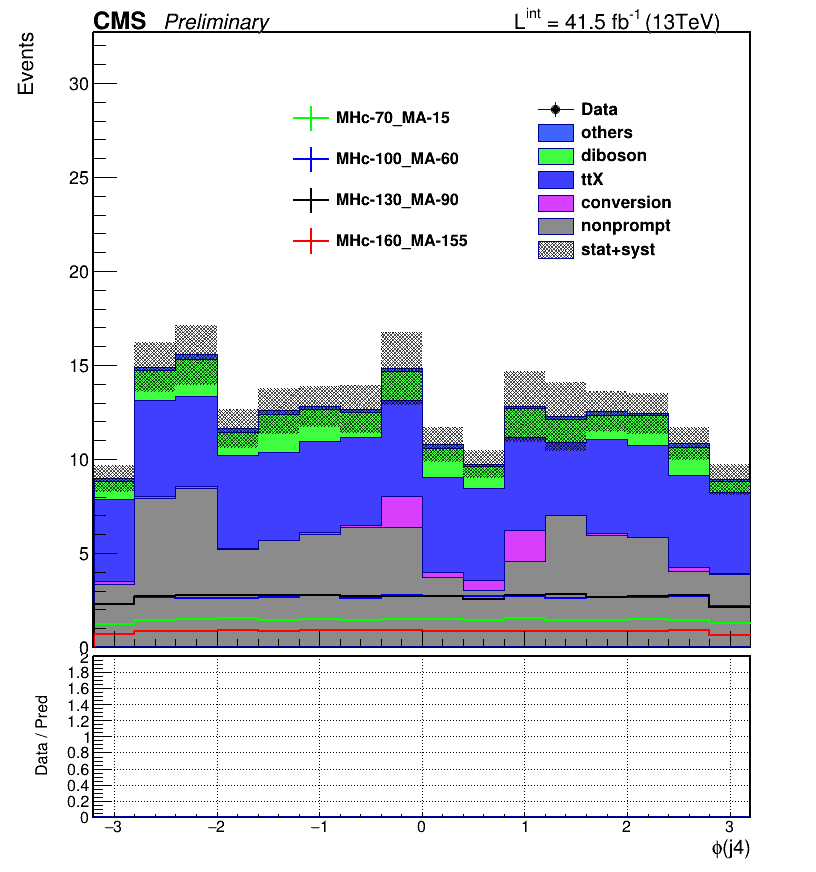 CMS Preliminary L^int = 41.5 fb^-1 (13TeV)
Events
30
25
20
15
10
5
0
MHc-70_MA-15
MHc-100_MA-60
MHc-130_MA-90
MHc-160_MA-155
Data
others
diboson
ttX
conversion
nonprompt
stat+syst
Data / Pred
2
1.8
1.6
1.4
1.2
1
0.8
0.6
0.4
0.2
0
−3 −2 −1 0 1 2 3
ϕ(j4)